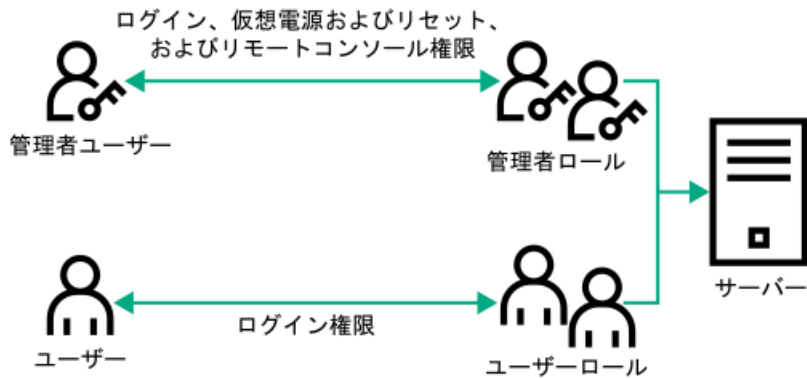 ログイン、仮想電源およびリセット、
およびリモートコンソール権限
管理者ユーザー
管理者ロール
サーバー
ログイン権限
ユーザー
ユーザーロール